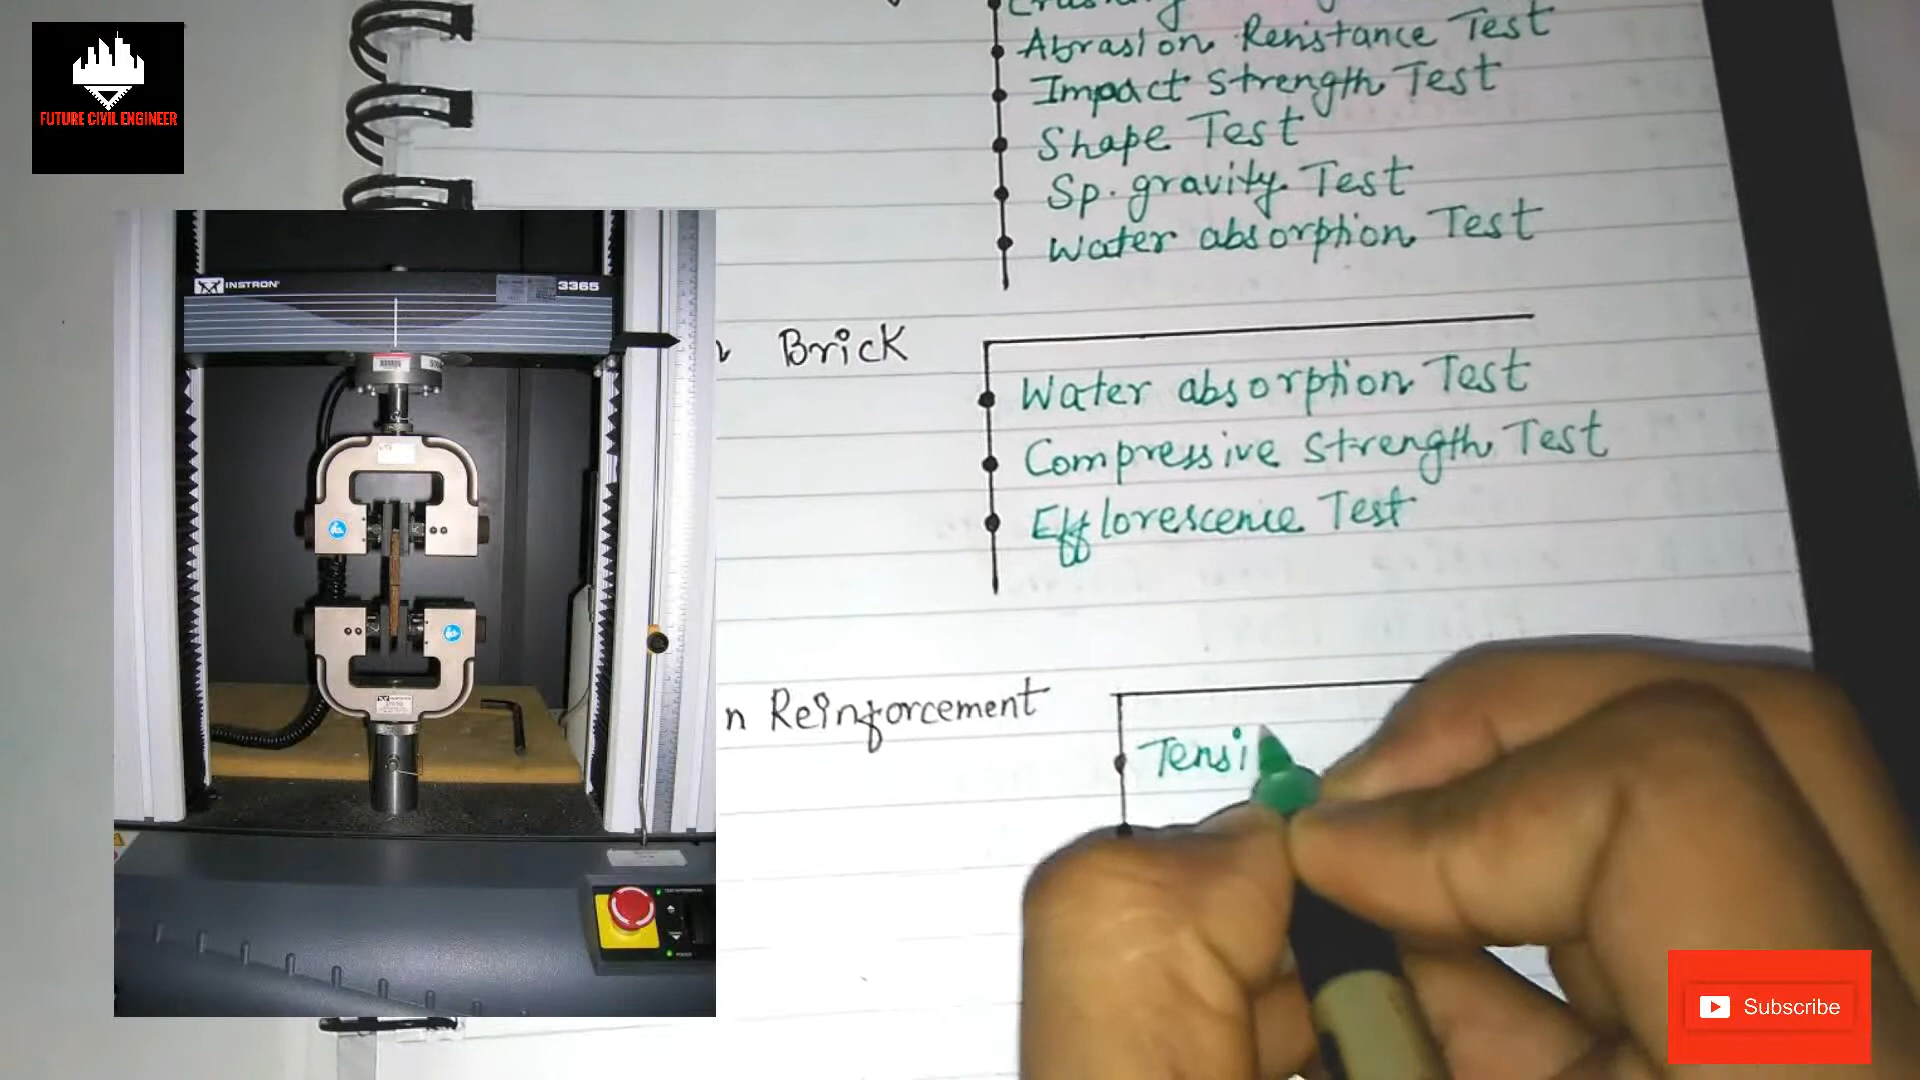 FUTURE CIVIL ENGINEER
Abrasion Resistance Test
Impact Strength Test
Shape Test
Sp. gravity Test
Water absorption Test
INSTRON
3365
Brick
Water absorption Test
Compressive Strength Test
Efflorescence Test
n Reinforcement
Tensi
Subscribe